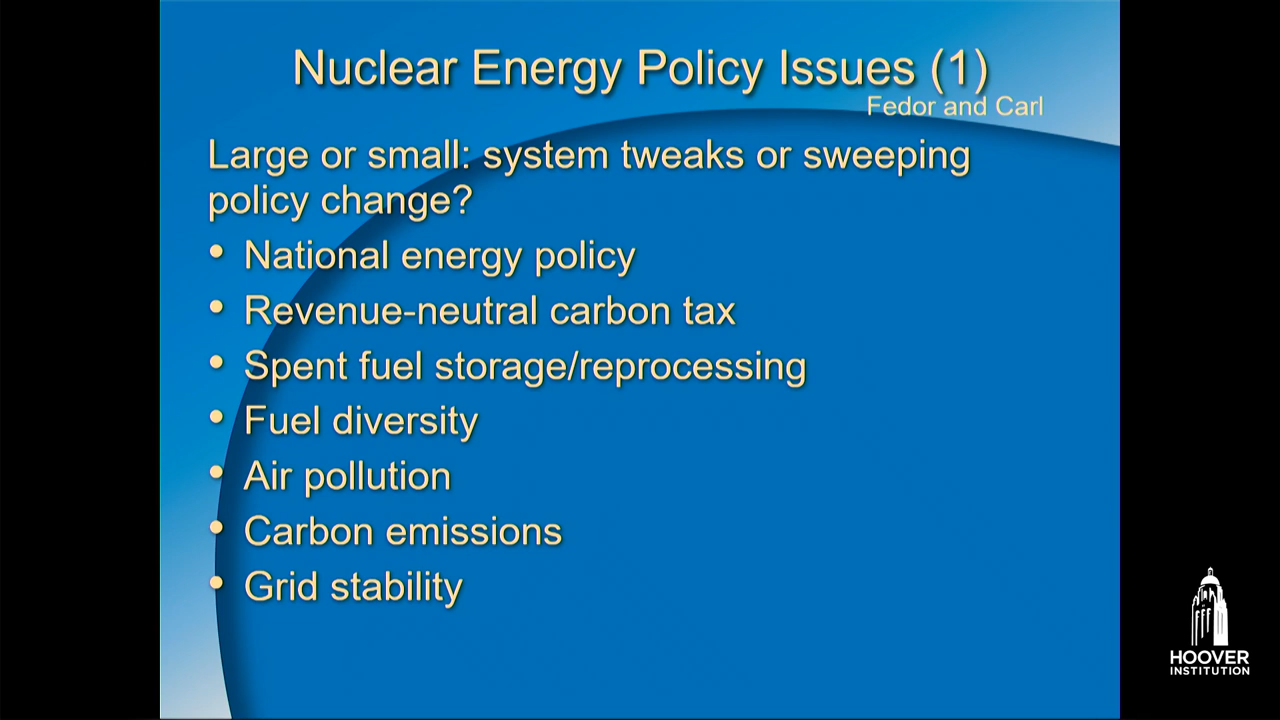 Nuclear Energy Policy Issues (1)
Fedor and Carl
Large or small: system tweaks or sweeping
policy change?
• National energy policy
• Revenue-neutral carbon tax
• Spent fuel storage/reprocessing
• Fuel diversity
• Air pollution
• Carbon emissions
• Grid stability
HOOVER
INSTITUTION